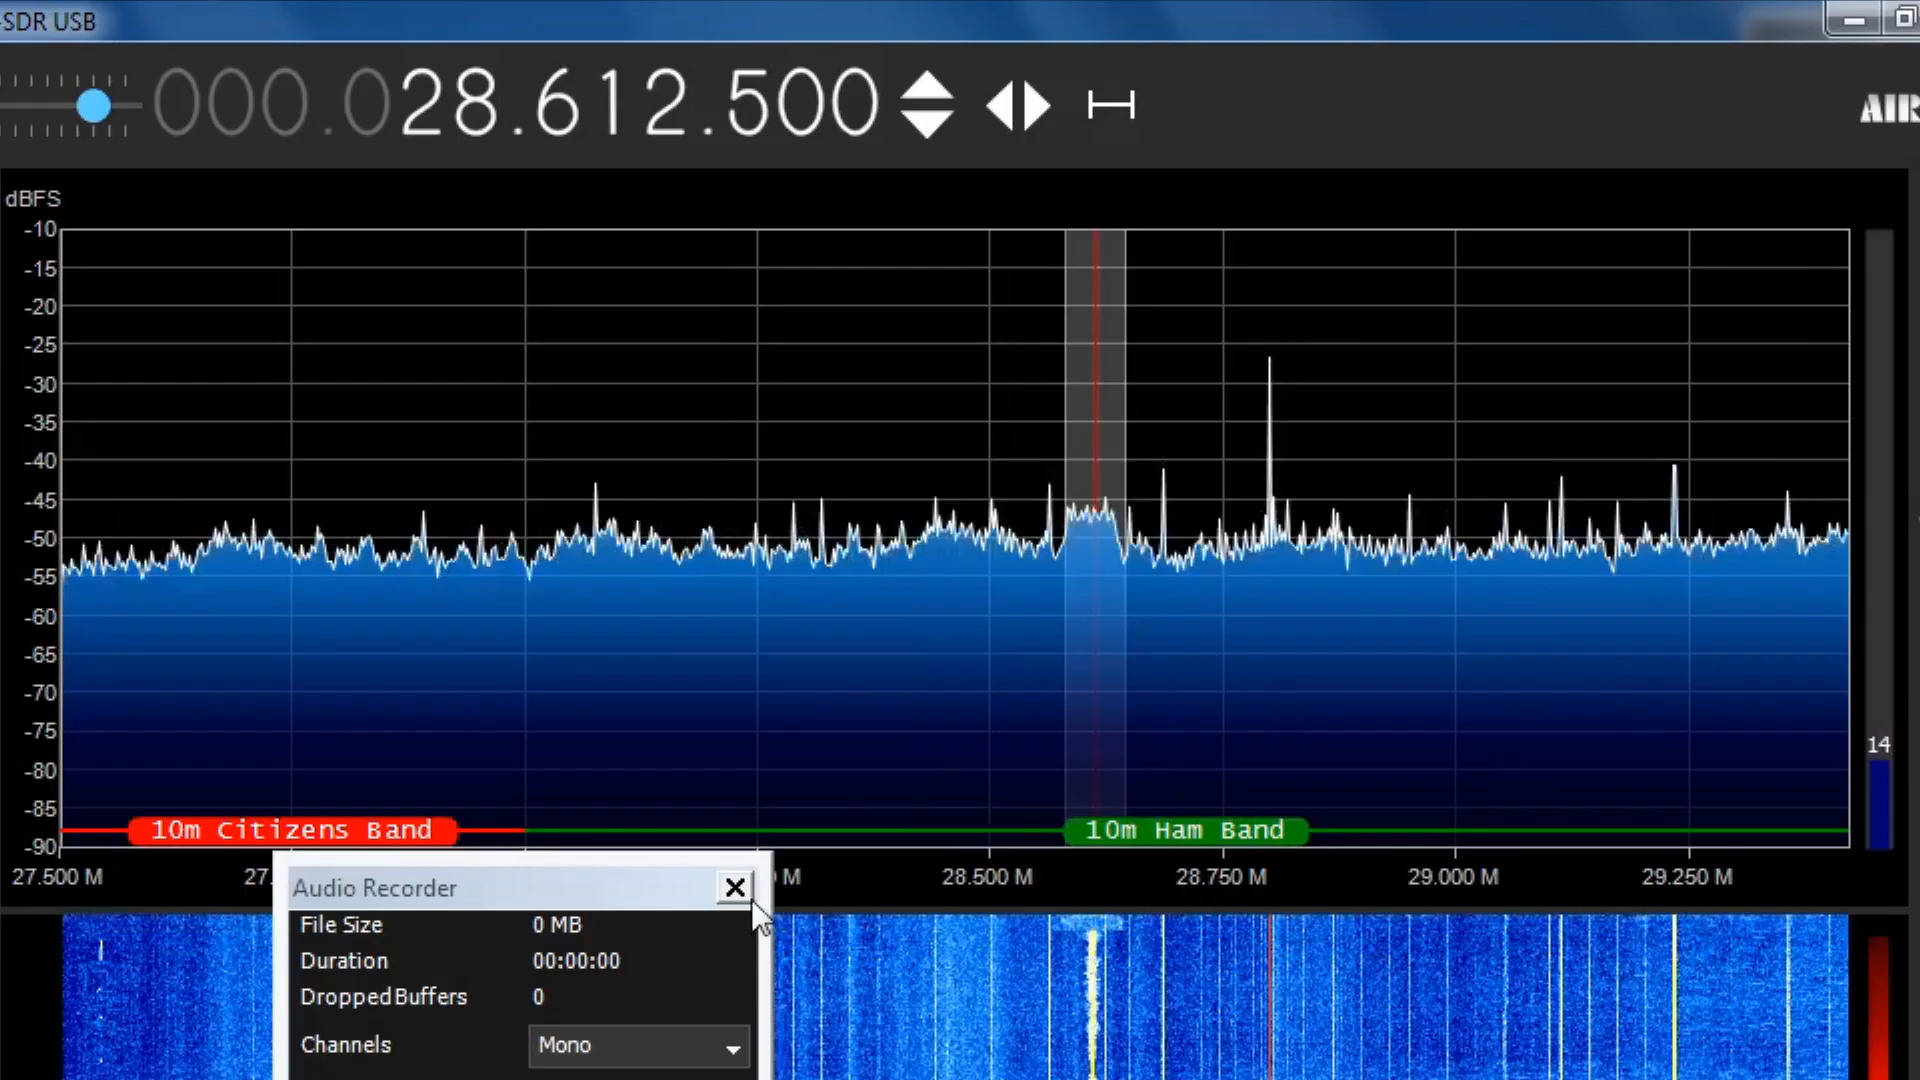 -SDR USB
000.028.612.500
AIR
dBFS
-10
-15
-20
-25
-30
-35
-40
-45
-50
-55
-60
-65
-70
-75
-80
-85
-90
14
10m Citizens Band
10m Ham Band
27.500 M
27.
M
28.500 M
28.750 M
29.000 M
29.250 M
Audio Recorder
File Size 0 MB
Duration 00:00:00
Dropped Buffers 0
Channels Mono